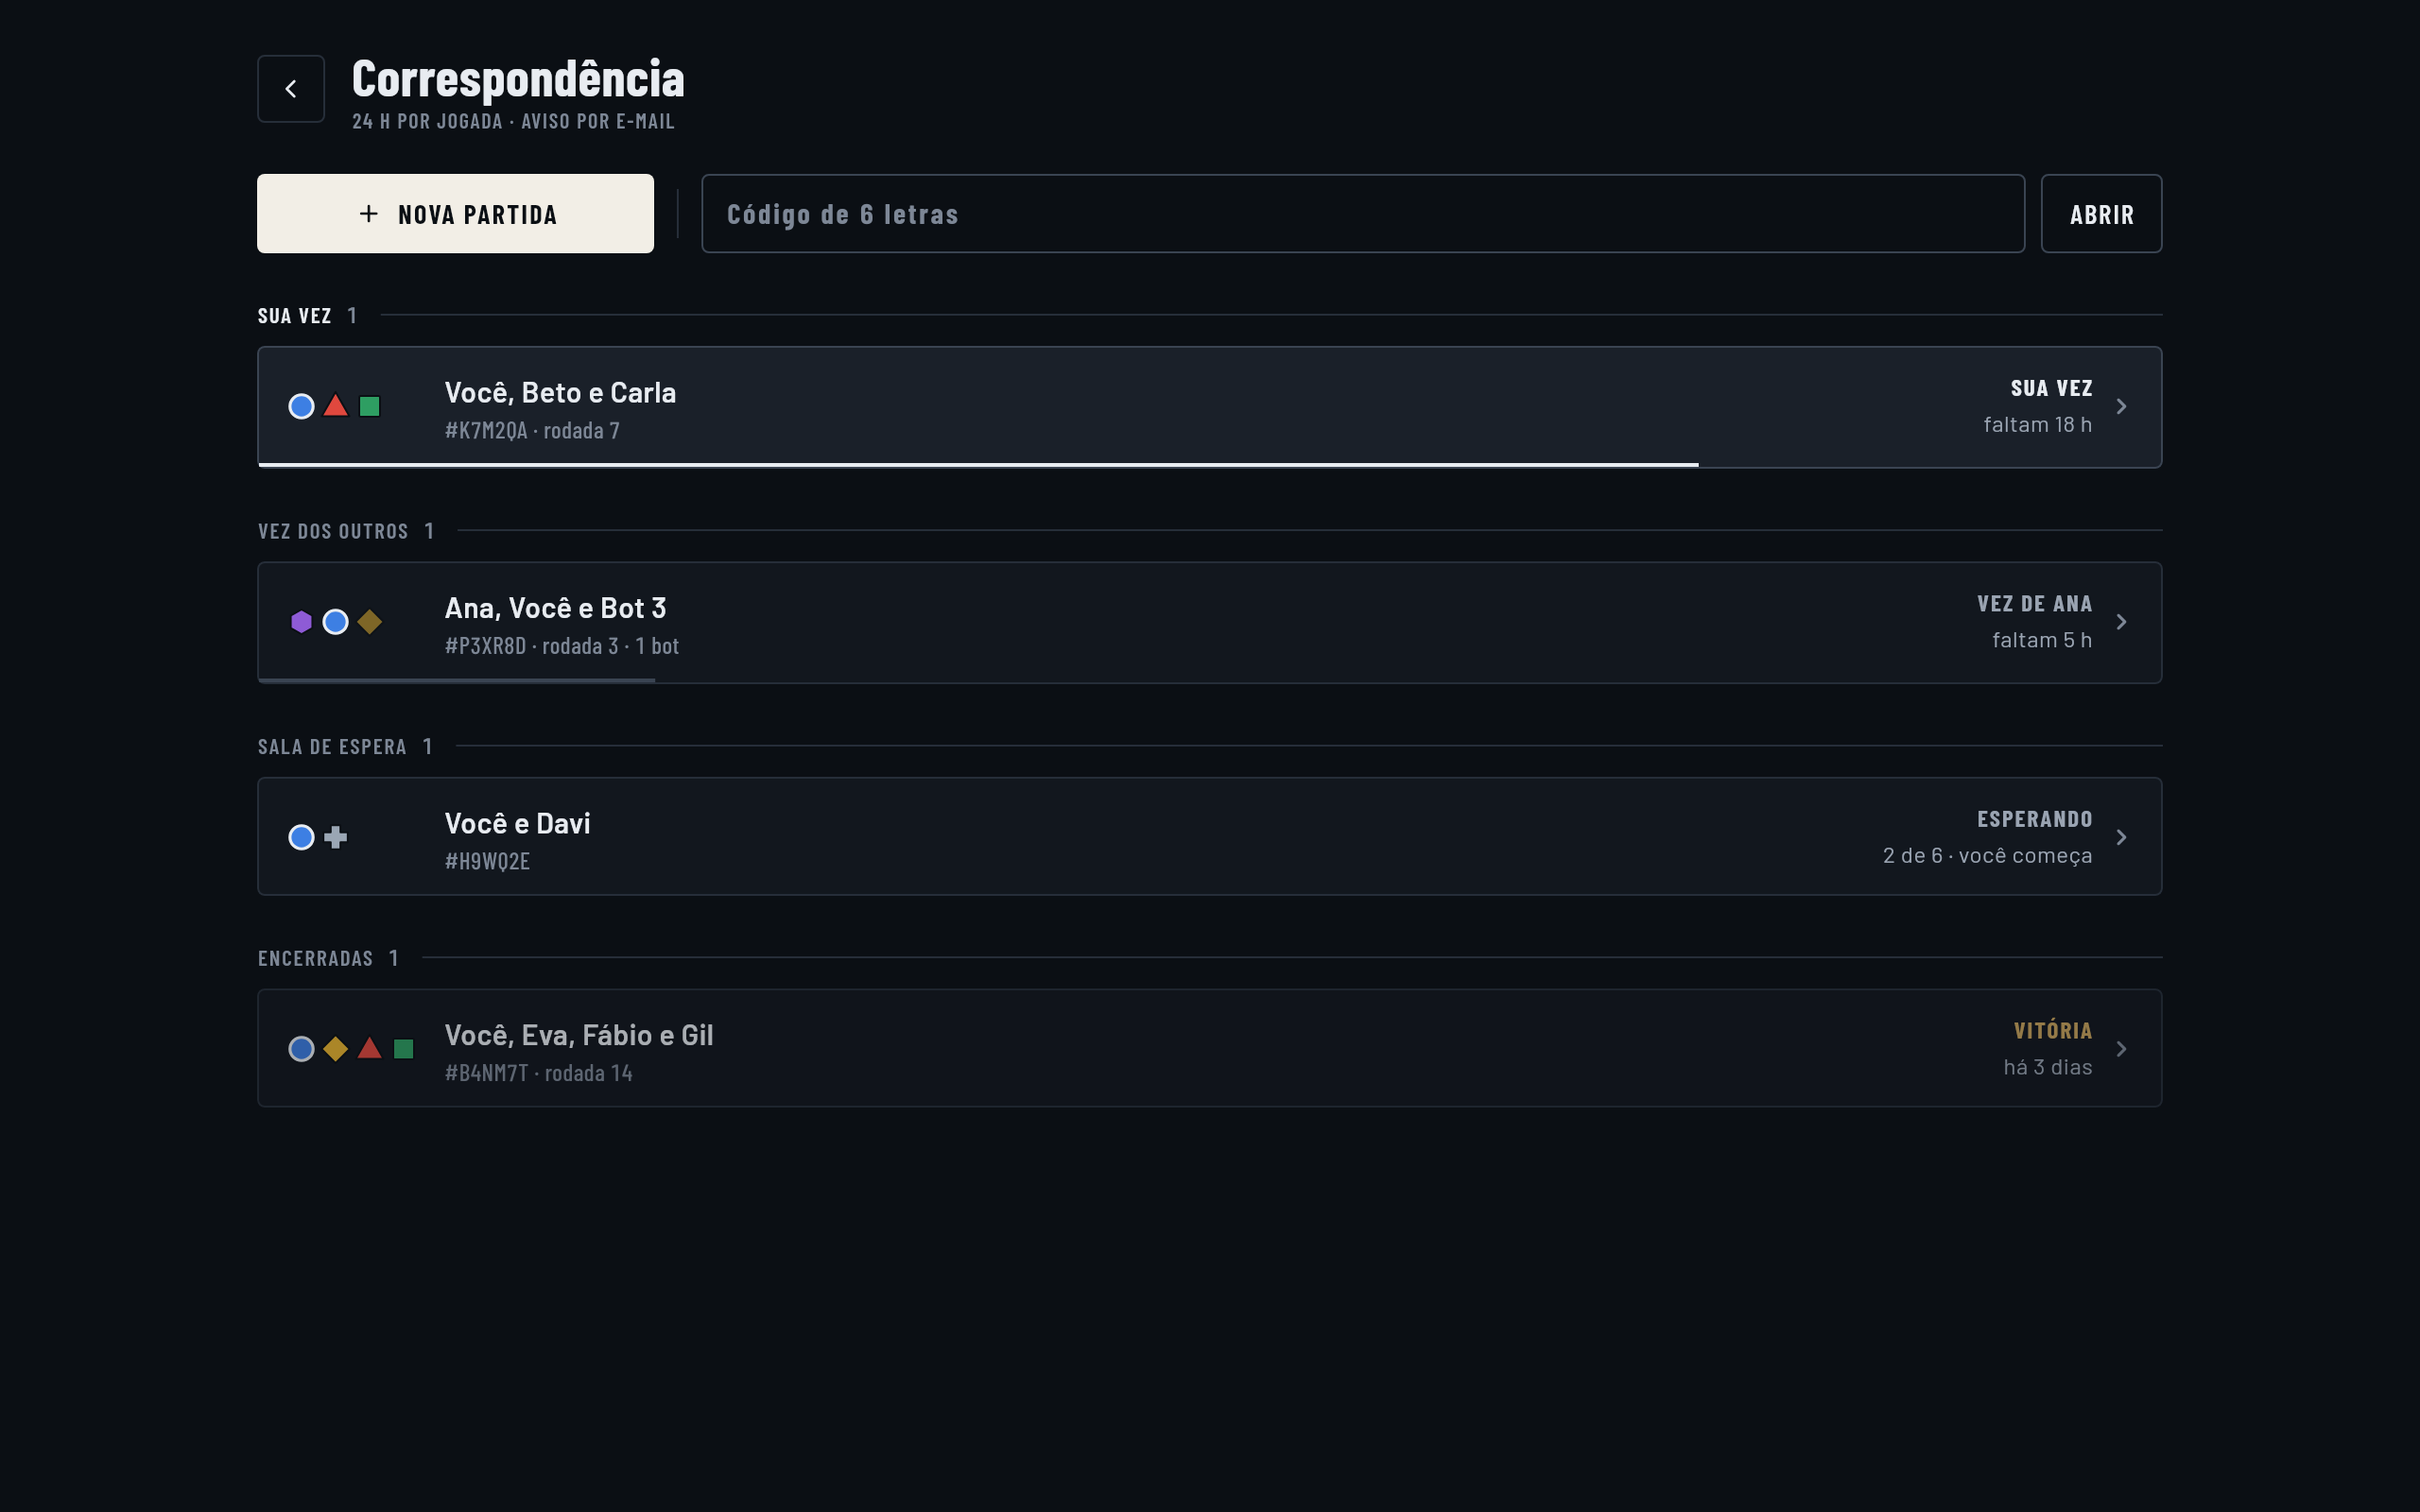 Correspondência
24 H POR JOGADA · AVISO POR E-MAIL
+ NOVA PARTIDA
Código de 6 letras
ABRIR
SUA VEZ 1
Você, Beto e Carla
#K7M2QA · rodada 7
SUA VEZ
faltam 18 h
VEZ DOS OUTROS 1
Ana, Você e Bot 3
#P3XR8D · rodada 3 · 1 bot
VEZ DE ANA
faltam 5 h
SALA DE ESPERA 1
Você e Davi
#H9WQ2E
ESPERANDO
2 de 6 · você começa
ENCERRADAS 1
Você, Eva, Fábio e Gil
#B4NM7T · rodada 14
VITÓRIA
há 3 dias